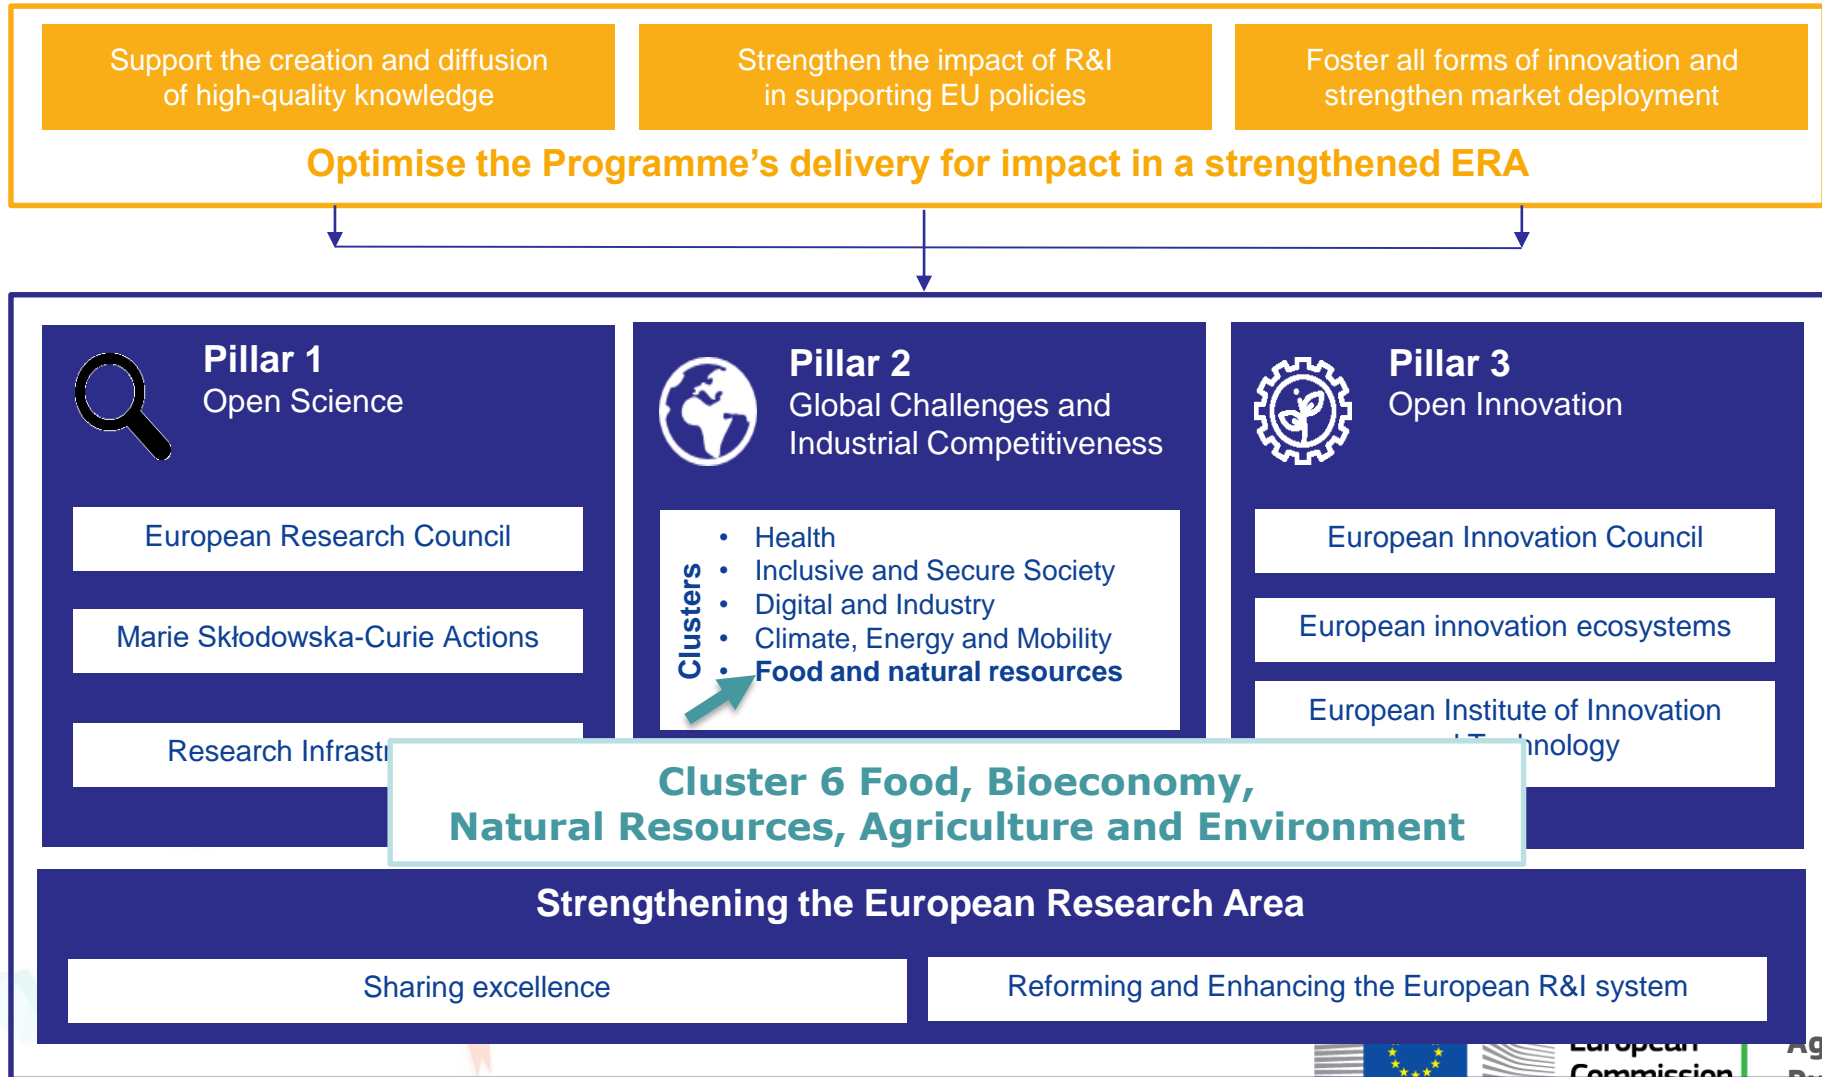 Support the creation and diffusion
of high-quality knowledge
Strengthen the impact of R&I
in supporting EU policies
Foster all forms of innovation and
strengthen market deployment
Optimise the Programme’s delivery for impact in a strengthened ERA
Pillar 1
Open Science
European Research Council
Marie Skłodowska-Curie Actions
Research
Pillar 2
Global Challenges and
Industrial Competitiveness
Clusters
• Health
• Inclusive and Secure Society
• Digital and Industry
• Climate, Energy and Mobility
• Food and natural resources
Pillar 3
Open Innovation
European Innovation Council
European innovation ecosystems
European Institute of Innovation
Cluster 6 Food, Bioeconomy,
Natural Resources, Agriculture and Environment
Strengthening the European Research Area
Sharing excellence
Reforming and Enhancing the European R&I system
European
Commission